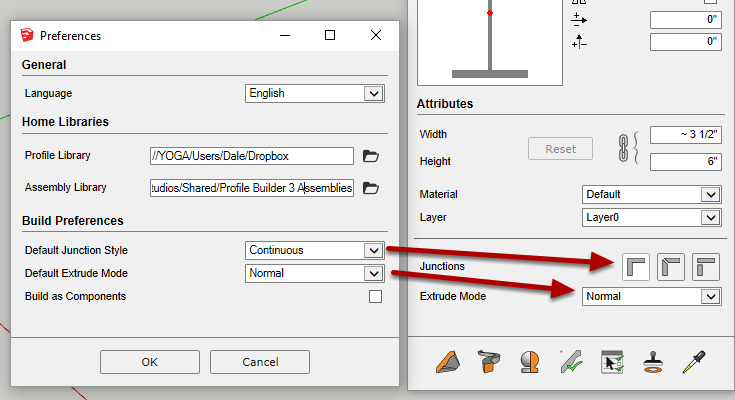 Preferences
General
Language English
Home Libraries
Profile Library //YOGA/Users/Dale/Dropbox
Assembly Library tudios/Shared/Profile Builder 3 Assemblies
Build Preferences
Default Junction Style Continuous
Default Extrude Mode Normal
Build as Components
OK Cancel
0"
0"
Attributes
Width ~ 3 1/2"
Reset
Height 6"
Material Default
Layer Layer0
Junctions
Extrude Mode Normal